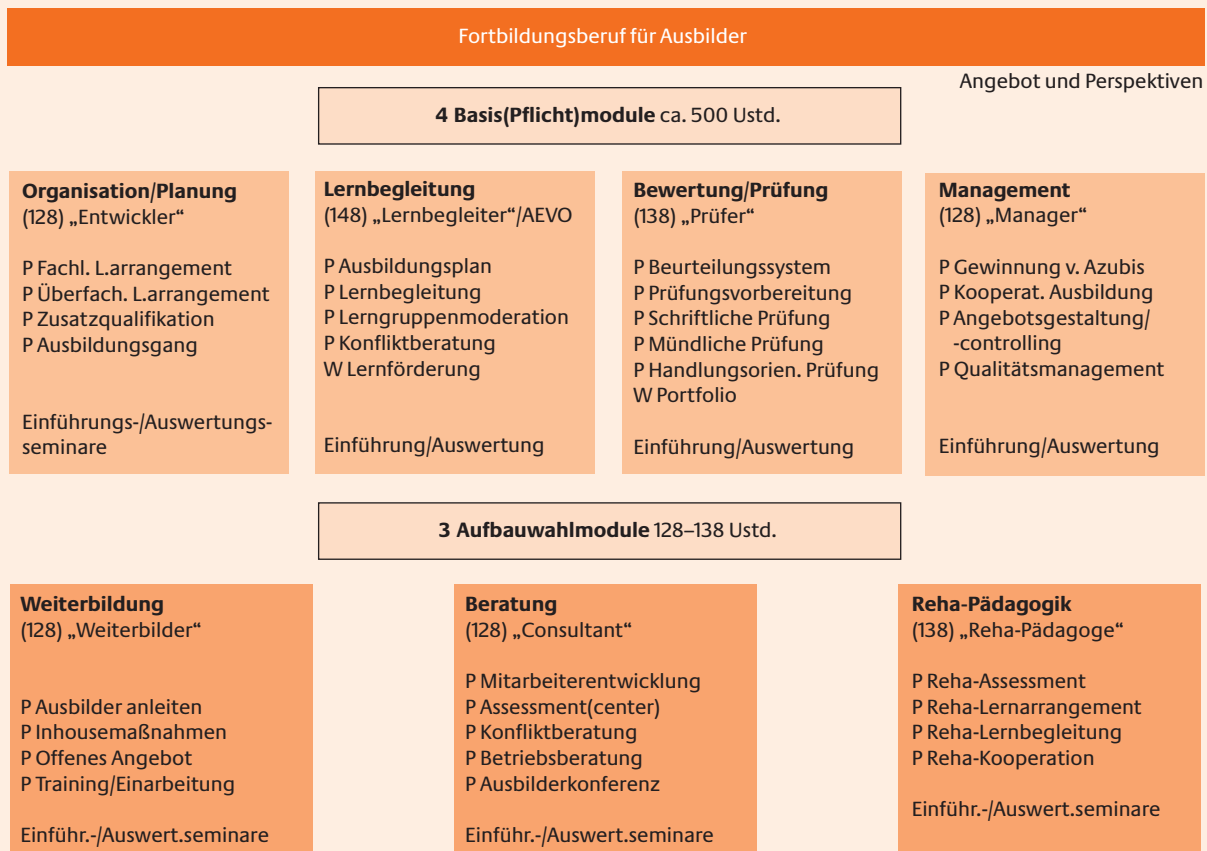 Fortbildungsberuf für Ausbilder
Angebot und Perspektiven
4 Basis(Pflicht)module ca. 500 Ustd.
Organisation/Planung
(128) „Entwickler“
P Fachl. L.arrangement
P Überfach. L.arrangement
P Zusatzqualifikation
P Ausbildungsgang
Einführungs-/Auswertungs-
seminare
Lernbegleitung
(148) „Lernbegleiter“/AEVO
P Ausbildungsplan
P Lernbegleitung
P Lerngruppenmoderation
P Konfliktberatung
W Lernförderung
Einführung/Auswertung
Bewertung/Prüfung
(138) „Prüfer“
P Beurteilungssystem
P Prüfungsvorbereitung
P Schriftliche Prüfung
P Mündliche Prüfung
P Handlungsorien. Prüfung
W Portfolio
Einführung/Auswertung
Management
(128) „Manager“
P Gewinnung v. Azubis
P Kooperat. Ausbildung
P Angebotsgestaltung/
-controlling
P Qualitätsmanagement
Einführung/Auswertung
3 Aufbauwahlmodule 128–138 Ustd.
Weiterbildung
(128) „Weiterbilder“
P Ausbilder anleiten
P Inhousemaßnahmen
P Offenes Angebot
P Training/Einarbeitung
Einführ.-/Auswert.seminare
Beratung
(128) „Consultant“
P Mitarbeiterentwicklung
P Assessment(center)
P Konfliktberatung
P Betriebsberatung
P Ausbilderkonferenz
Einführ.-/Auswert.seminare
Reha-Pädagogik
(138) „Reha-Pädagoge“
P Reha-Assessment
P Reha-Lernarrangement
P Reha-Lernbegleitung
P Reha-Kooperation
Einführ.-/Auswert.seminare